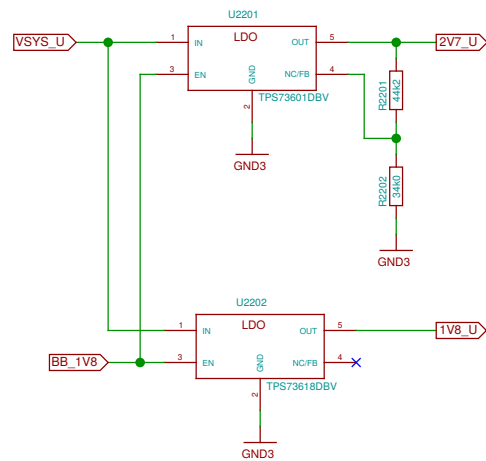 U2201
VSYS_U
1
IN
LDO
OUT
5
2V7_U
3
EN
GND
NC/FB
4
2
TPS73601DBV
R2201
44k2
GND3
R2202
34k0
GND3
U2202
1
IN
LDO
OUT
5
1V8_U
BB_1V8
3
EN
GND
NC/FB
4
2
TPS73618DBV
GND3